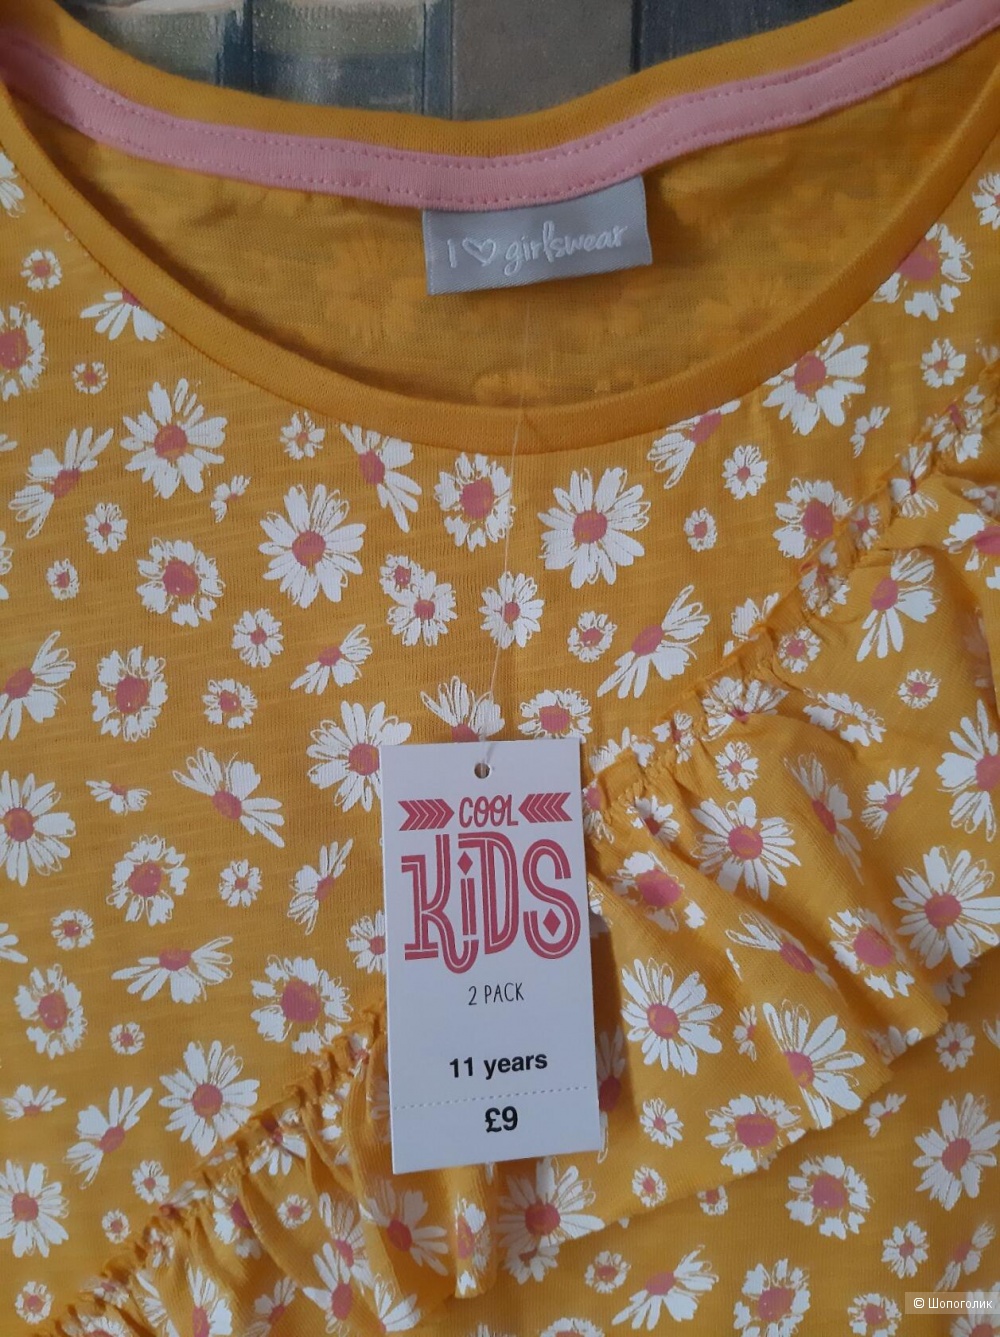 I ♡ girlswear
COOL
KiDS
2 PACK
11 years
£9
© Шопоголик